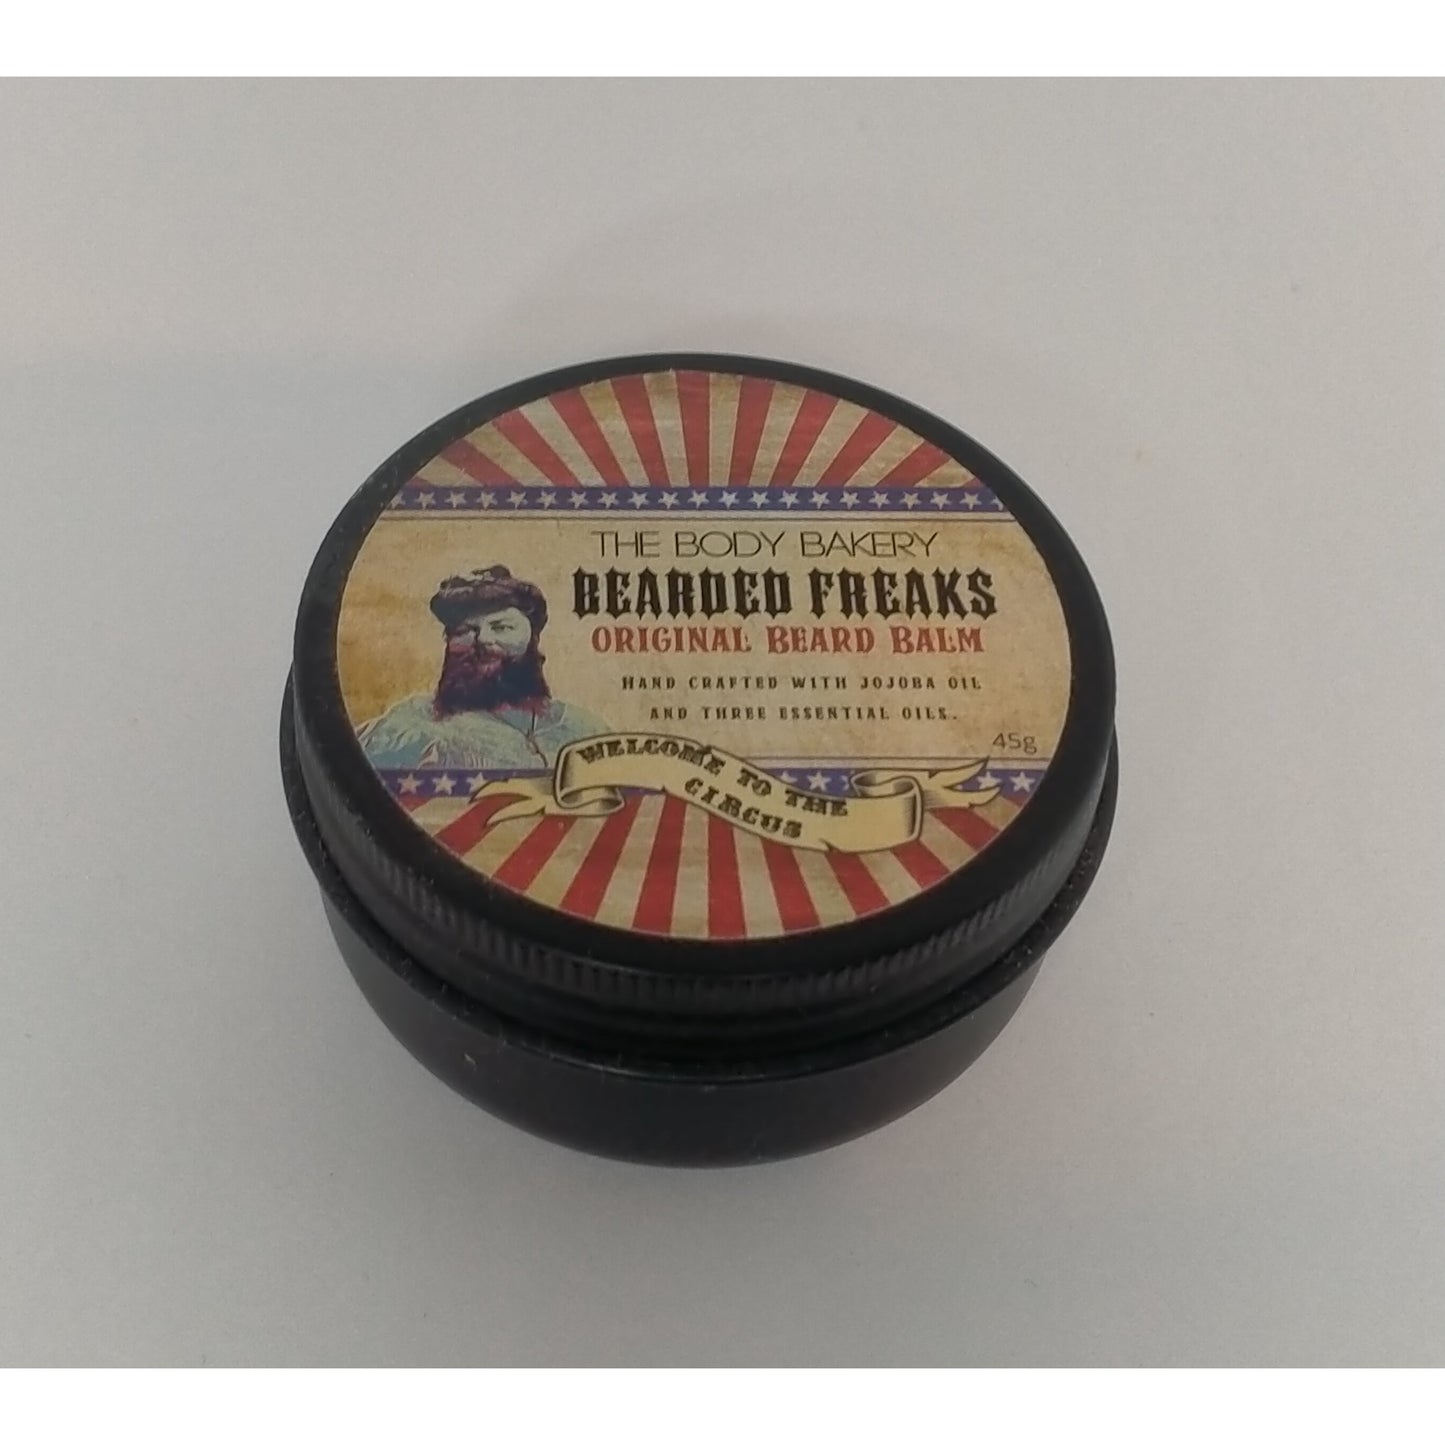 THE BODY BAKERY
BEARDED FREAKS
ORIGINAL BEARD BALM
HAND CRAFTED WITH JOJOBA OIL
AND THREE ESSENTIAL OILS.
45g
WELCOME TO THE
CIRCUS